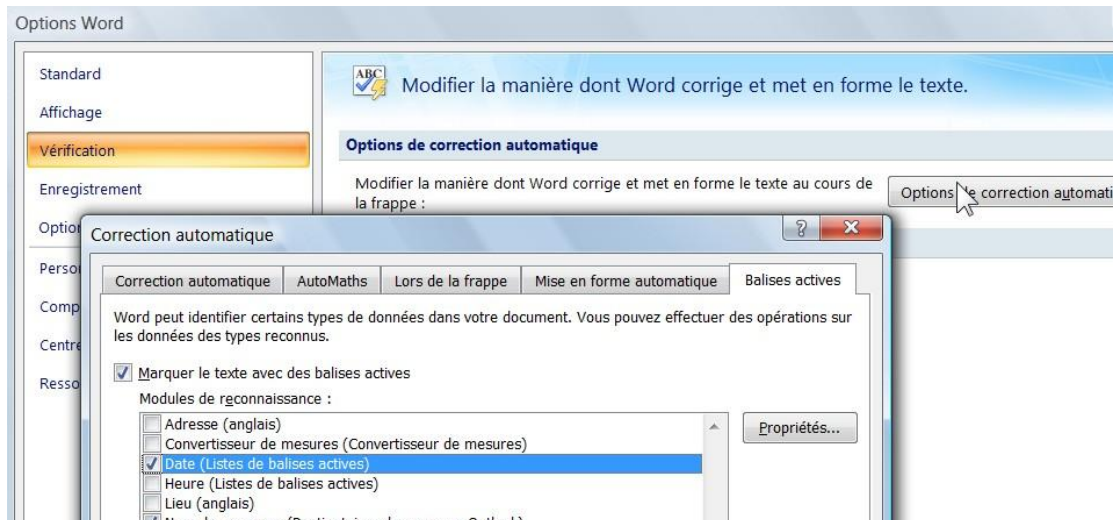 Options Word
Standard
Affichage
Vérification
Enregistrement
Modifier la manière dont Word corrige et met en forme le texte.
Options de correction automatique
Modifier la manière dont Word corrige et met en forme le texte au cours de
la frappe :
Options de correction
Correction automatique
Correction automatique
AutoMaths
Lors de la frappe
Mise en forme automatique
Balises actives
Word peut identifier certains types de données dans votre document. Vous pouvez effectuer des opérations sur
les données des types reconnus.
Marquer le texte avec des balises actives
Modules de reconnaissance :
Adresse (anglais)
Convertisseur de mesures (Convertisseur de mesures)
Date (Listes de balises actives)
Heure (Listes de balises actives)
Lieu (anglais)
Propriétés...